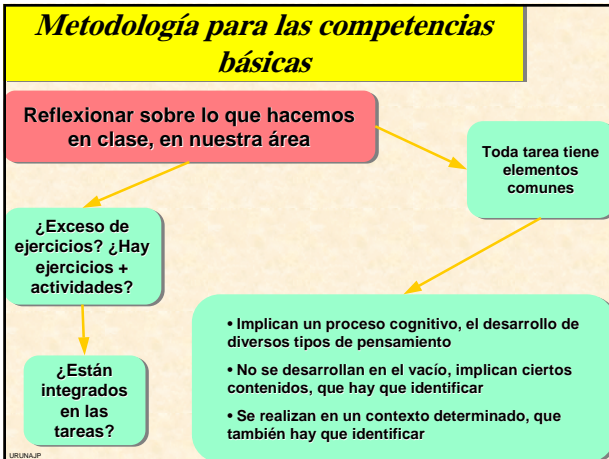 Metodología para las competencias
básicas
Reflexionar sobre lo que hacemos
en clase, en nuestra área
Toda tarea tiene
elementos
comunes
¿Exceso de
ejercicios? ¿Hay
ejercicios +
actividades?
¿Están
integrados
en las
tareas?
• Implican un proceso cognitivo, el desarrollo de
diversos tipos de pensamiento
• No se desarrollan en el vacío, implican ciertos
contenidos, que hay que identificar
• Se realizan en un contexto determinado, que
también hay que identificar
URUNAJP